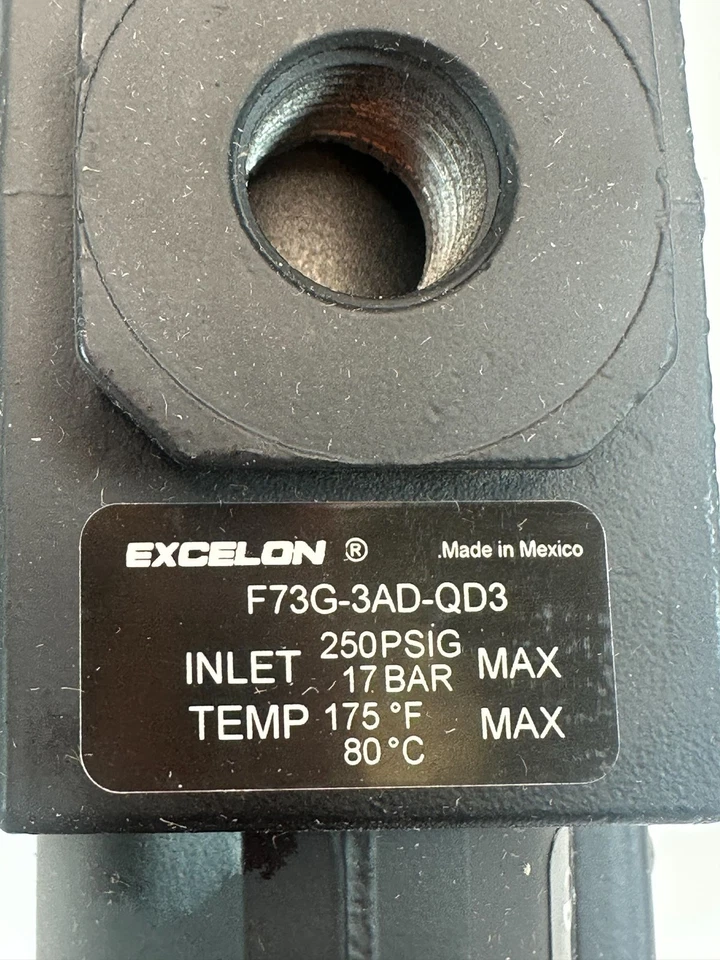 EXCELON ® .Made in Mexico
F73G-3AD-QD3
INLET 250PSIG MAX
17 BAR
TEMP 175 °F MAX
80 °C